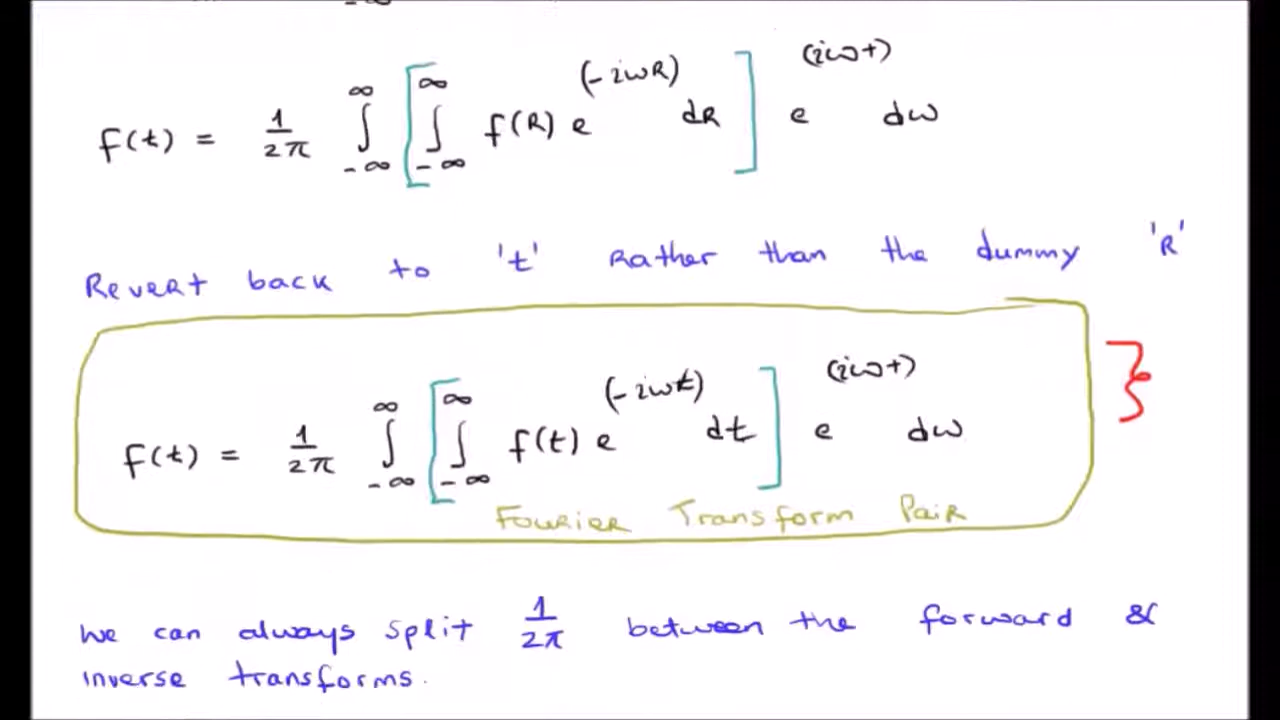 f(t) = 1/2π ∫_{-∞}^{∞} [ ∫_{-∞}^{∞} f(R) e^{(-iωR)} dR ] e^{(iωt)} dω
Revert back to 't' Rather than the dummy 'R'
f(t) = 1/2π ∫_{-∞}^{∞} [ ∫_{-∞}^{∞} f(t) e^{(-iωt)} dt ] e^{(iωt)} dω
Fourier Transform Pair
We can always split 1/2π between the forward &
inverse transforms.